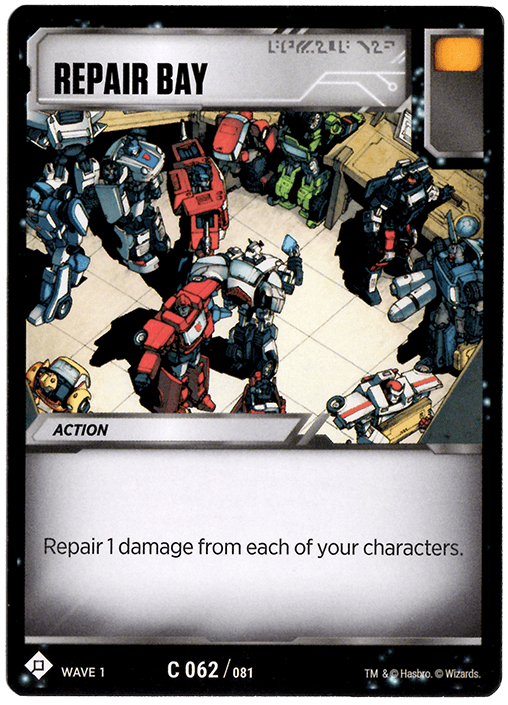 REPAIR BAY
ACTION
Repair 1 damage from each of your characters.
WAVE 1
C 062/081
TM & © Hasbro. © Wizards.